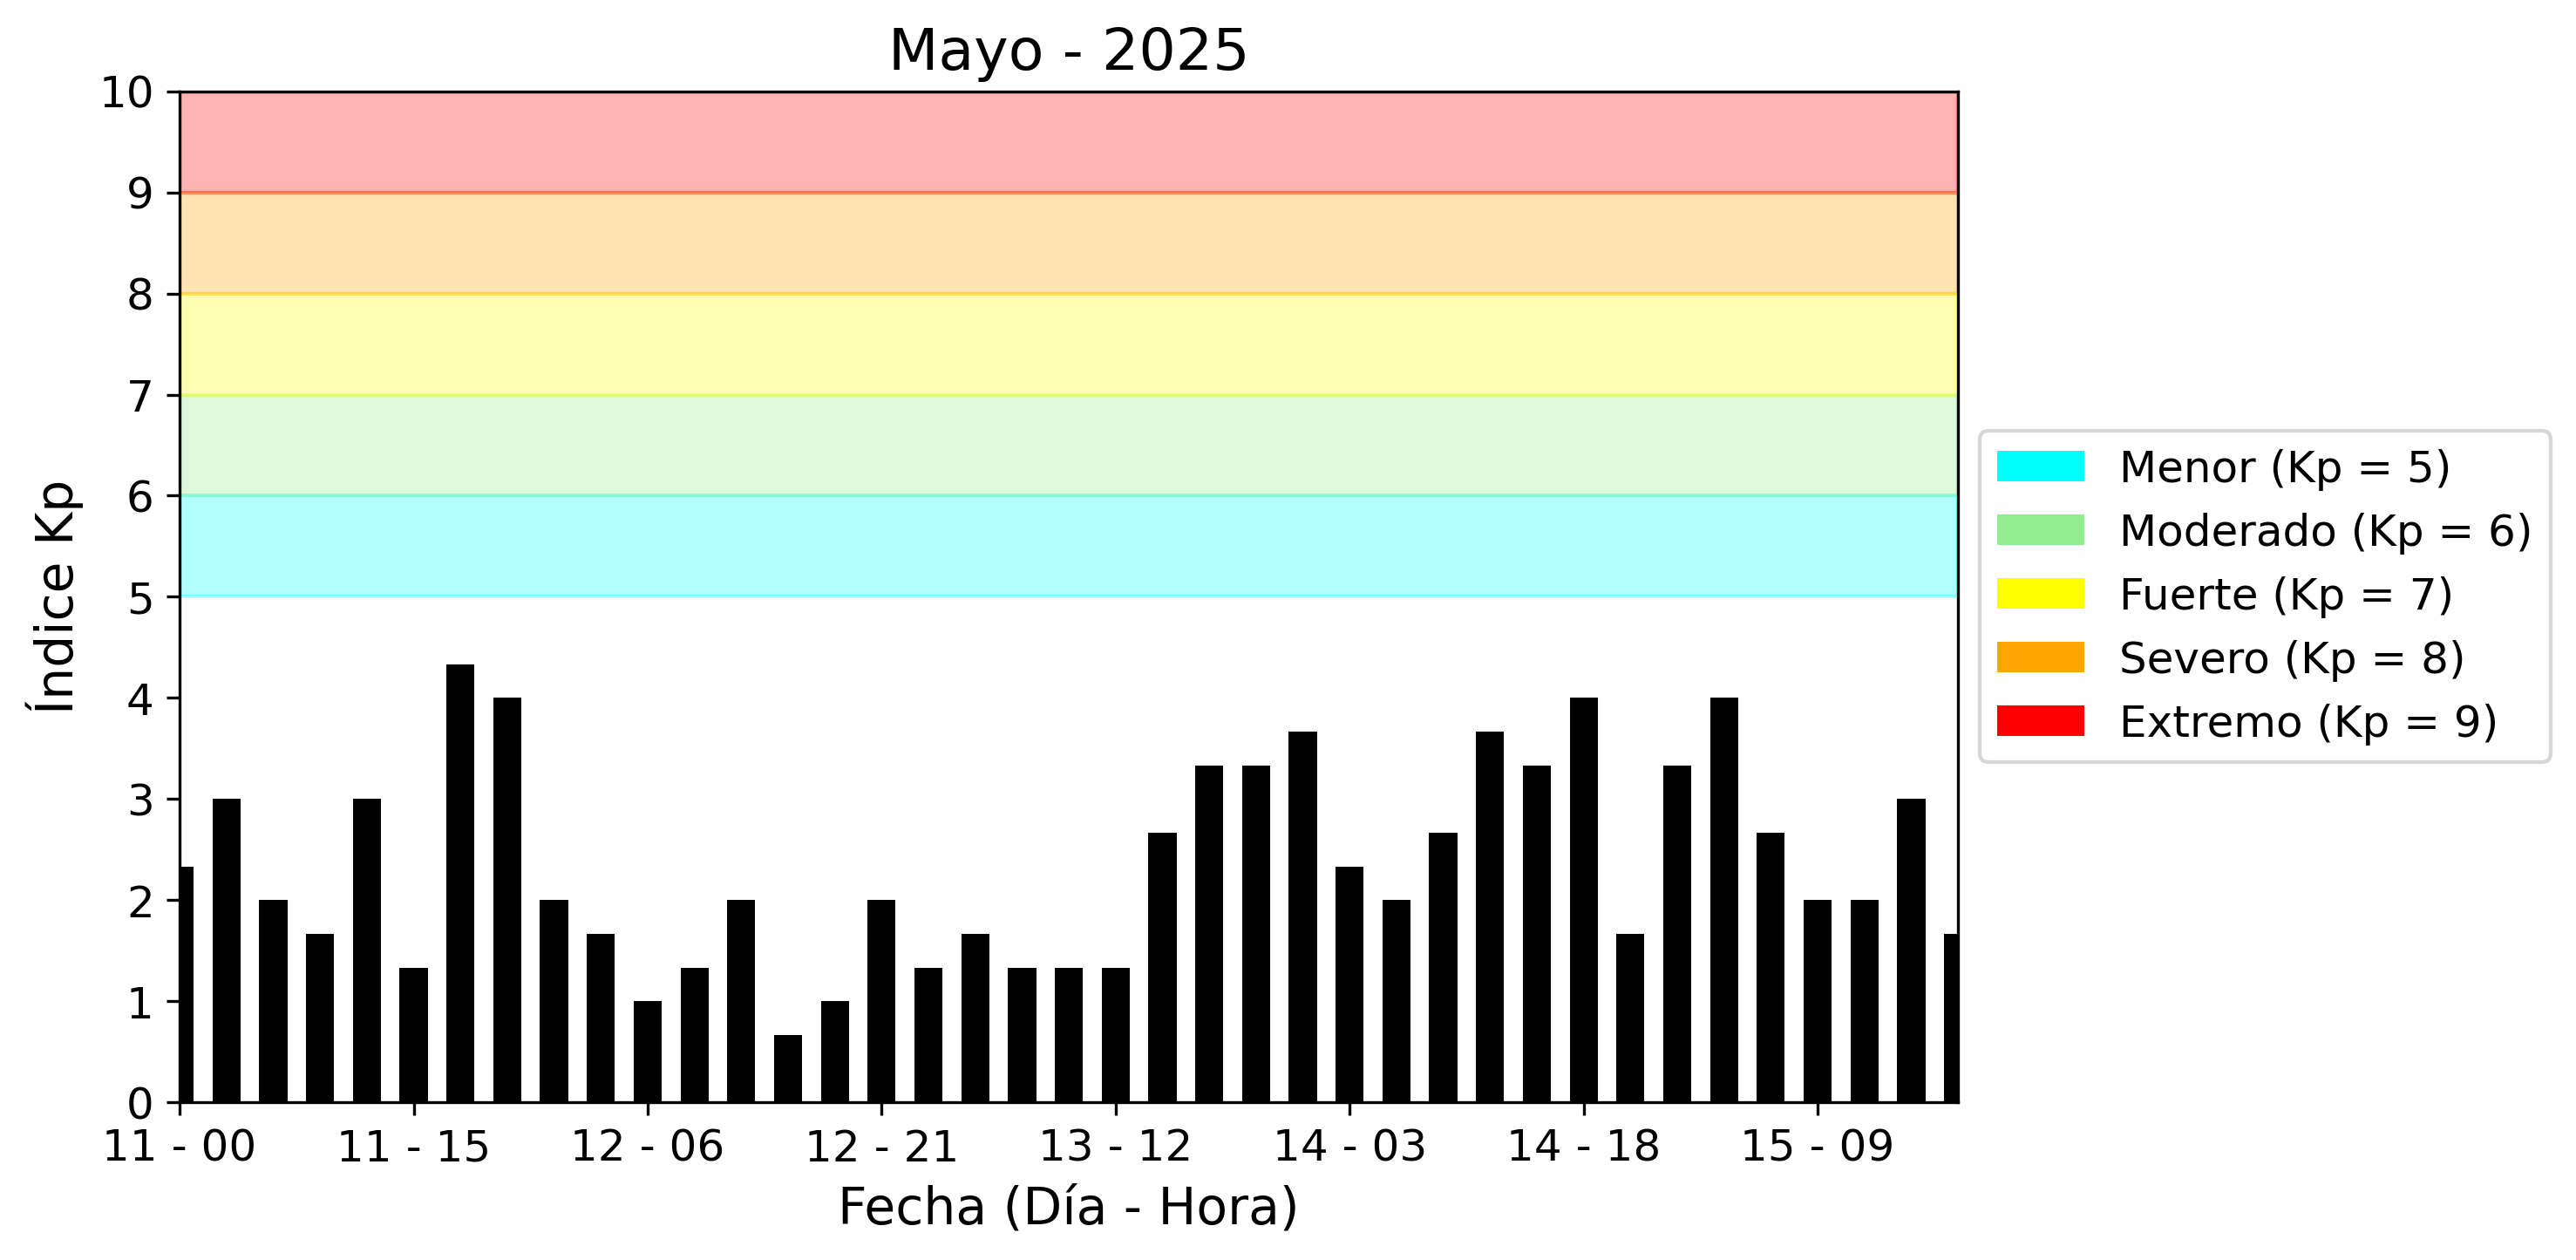 Mayo - 2025
10
9
8
7
6
5
4
3
2
1
0
Índice Kp
11 - 00
11 - 15
12 - 06
12 - 21
13 - 12
14 - 03
14 - 18
15 - 09
Fecha (Día - Hora)
Menor (Kp = 5)
Moderado (Kp = 6)
Fuerte (Kp = 7)
Severo (Kp = 8)
Extremo (Kp = 9)